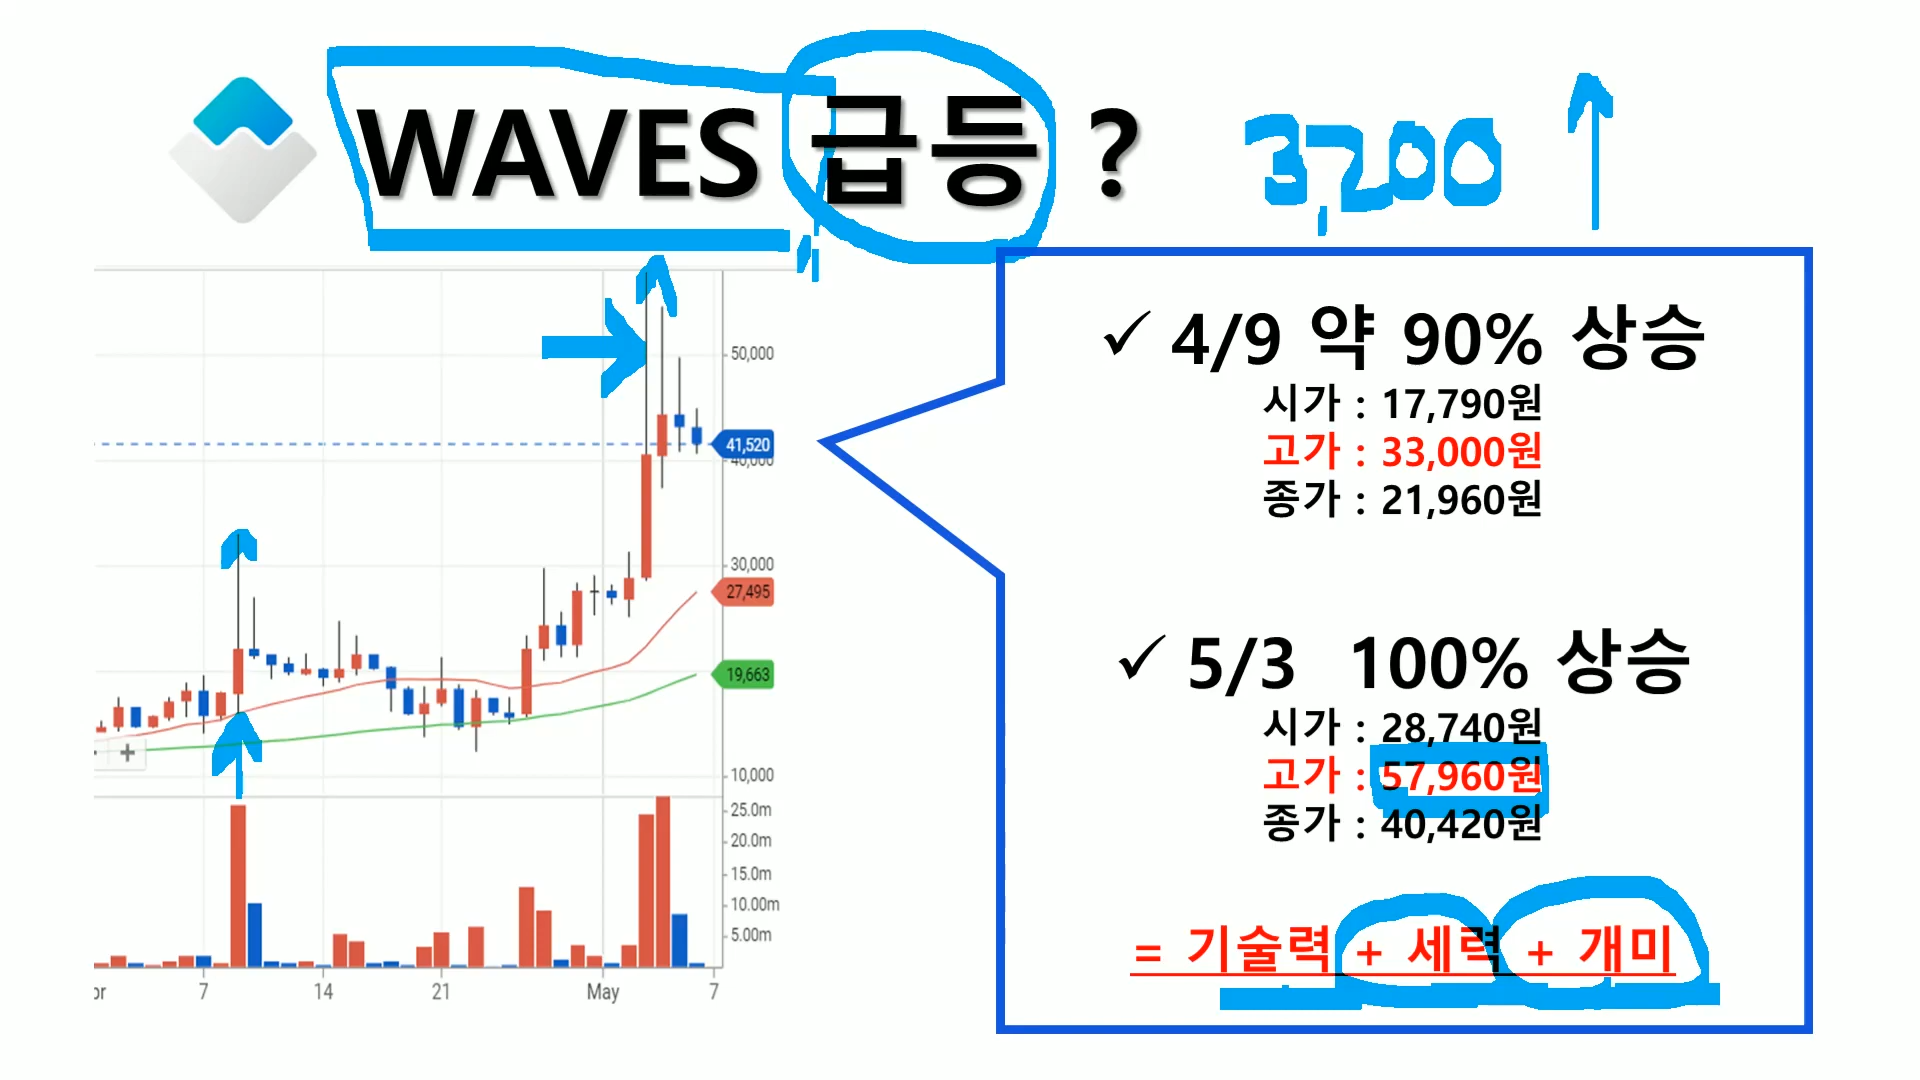 WAVES 급등 ? 3,200
✓ 4/9 약 90% 상승
시가 : 17,790원
고가 : 33,000원
종가 : 21,960원
✓ 5/3 100% 상승
시가 : 28,740원
고가 : 57,960원
종가 : 40,420원
= 기술력 + 세력 + 개미
50,000
41,520
40,000
30,000
27,495
19,663
10,000
+
25.0m
20.0m
15.0m
10.00m
5.00m
or 7 14 21 May 7